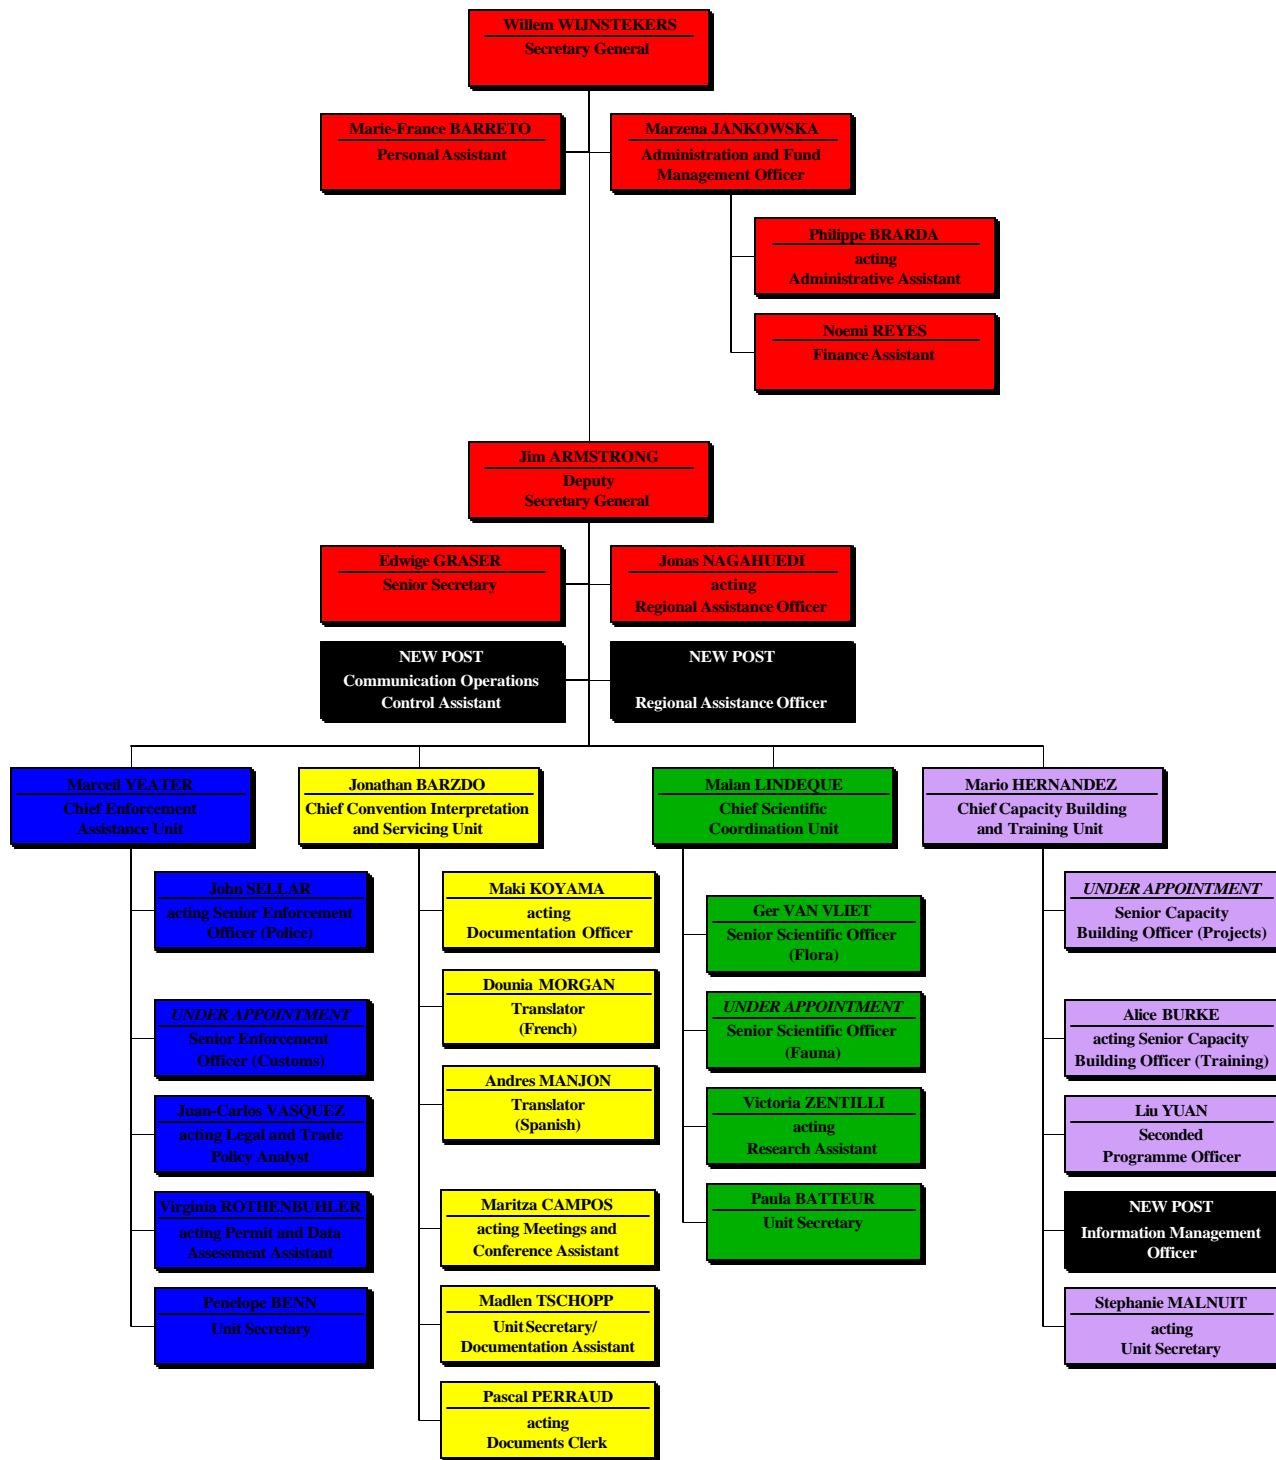 Willem WIJNSTEKERS
Secretary General
Marie-France BARRETO
Personal Assistant
Marzena JANKOWSKA
Administration and Fund
Management Officer
Philippe BRARDA
acting
Administrative Assistant
Noemi REYES
Finance Assistant
Jim ARMSTRONG
Deputy
Secretary General
Edwige GRASER
Senior Secretary
Jonas NAGAHUEDI
acting
Regional Assistance Officer
NEW POST
Communication Operations
Control Assistant
NEW POST
Regional Assistance Officer
Marceil YEATER
Chief Enforcement
Assistance Unit
John SELLAR
acting Senior Enforcement
Officer (Police)
UNDER APPOINTMENT
Senior Enforcement
Officer (Customs)
Juan-Carlos VASQUEZ
acting Legal and Trade
Policy Analyst
Virginia ROTHENBUHLER
acting Permit and Data
Assessment Assistant
Penelope BENN
Unit Secretary
Jonathan BARZDO
Chief Convention Interpretation
and Servicing Unit
Maki KOYAMA
acting
Documentation Officer
Dounia MORGAN
Translator
(French)
Andres MANJON
Translator
(Spanish)
Maritza CAMPOS
acting Meetings and
Conference Assistant
Madlen TSCHOPP
Unit Secretary/
Documentation Assistant
Pascal PERRAUD
acting
Documents Clerk
Malan LINDEQUE
Chief Scientific
Coordination Unit
Ger VAN VLIET
Senior Scientific Officer
(Flora)
UNDER APPOINTMENT
Senior Scientific Officer
(Fauna)
Victoria ZENTILLI
acting
Research Assistant
Paula BATTEUR
Unit Secretary
Mario HERNANDEZ
Chief Capacity Building
and Training Unit
UNDER APPOINTMENT
Senior Capacity
Building Officer (Projects)
Alice BURKE
acting Senior Capacity
Building Officer (Training)
Liu YUAN
Seconded
Programme Officer
NEW POST
Information Management
Officer
Stephanie MALNUIT
acting
Unit Secretary